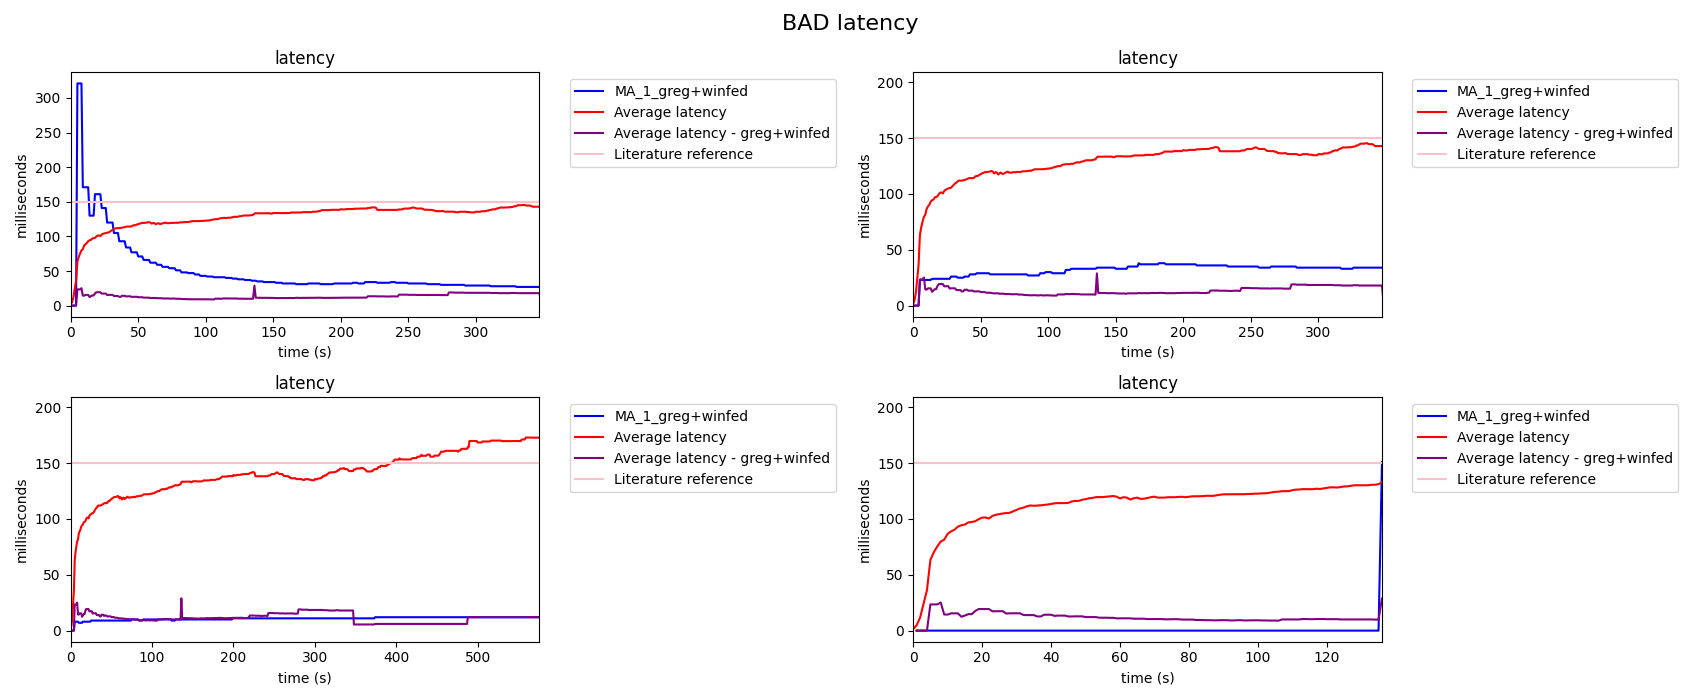 BAD latency
latency
milliseconds
300
250
200
150
100
50
0
0 50 100 150 200 250 300
time (s)
MA_1_greg+winfed
Average latency
Average latency - greg+winfed
Literature reference
latency
milliseconds
200
150
100
50
0
0 50 100 150 200 250 300
time (s)
MA_1_greg+winfed
Average latency
Average latency - greg+winfed
Literature reference
latency
milliseconds
200
150
100
50
0
0 100 200 300 400 500
time (s)
MA_1_greg+winfed
Average latency
Average latency - greg+winfed
Literature reference
latency
milliseconds
200
150
100
50
0
0 20 40 60 80 100 120
time (s)
MA_1_greg+winfed
Average latency
Average latency - greg+winfed
Literature reference